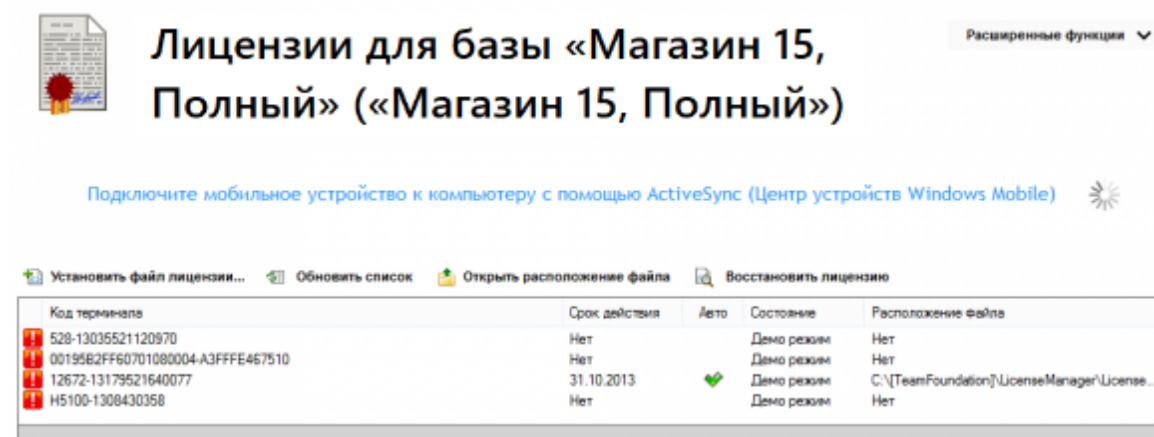 Лицензии для базы «Магазин 15,
Полный» («Магазин 15, Полный»)
Расширенные функции
Подключите мобильное устройство к компьютеру с помощью ActiveSync (Центр устройств Windows Mobile)
Установить файл лицензии... Обновить список Открыть расположение файла Восстановить лицензию
Код терминала Срок действия Авто Состояние Расположение файла
528-13035521120970 Нет Демо режим Нет
00195B2FF60701080004-A3FFFE467510 Нет Демо режим Нет
12672-13179521640077 31.10.2013 Демо режим C:\[TeamFoundation]\LicenseManager\License...
H5100-1308430358 Нет Демо режим Нет